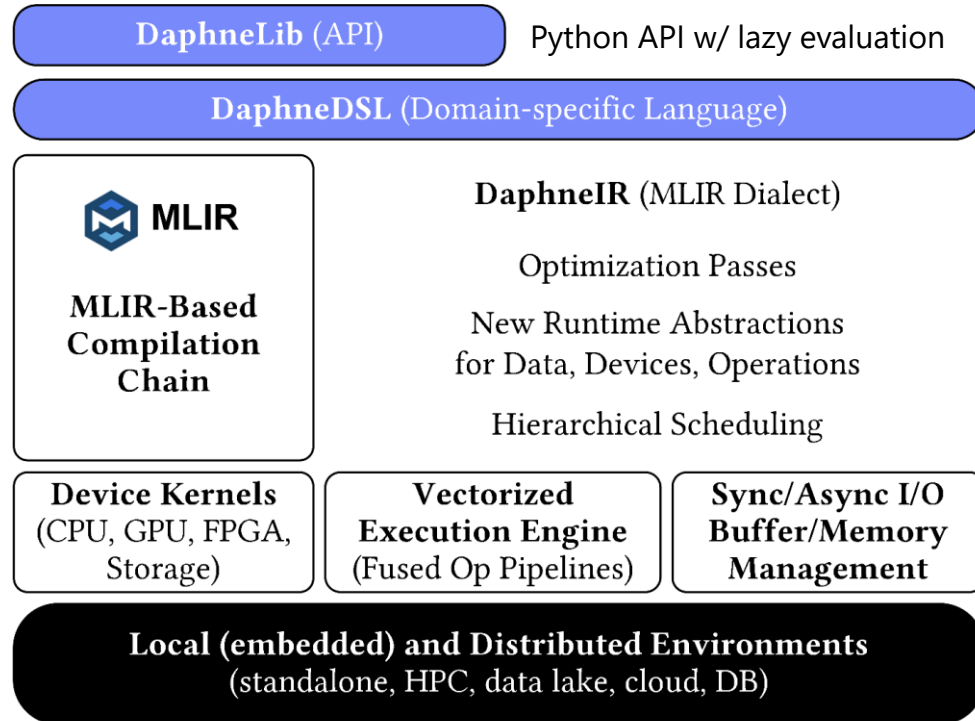 DaphneLib (API)
Python API w/ lazy evaluation
DaphneDSL (Domain-specific Language)
MLIR
MLIR-Based
Compilation
Chain
DaphneIR (MLIR Dialect)
Optimization Passes
New Runtime Abstractions
for Data, Devices, Operations
Hierarchical Scheduling
Device Kernels
(CPU, GPU, FPGA,
Storage)
Vectorized
Execution Engine
(Fused Op Pipelines)
Sync/Async I/O
Buffer/Memory
Management
Local (embedded) and Distributed Environments
(standalone, HPC, data lake, cloud, DB)